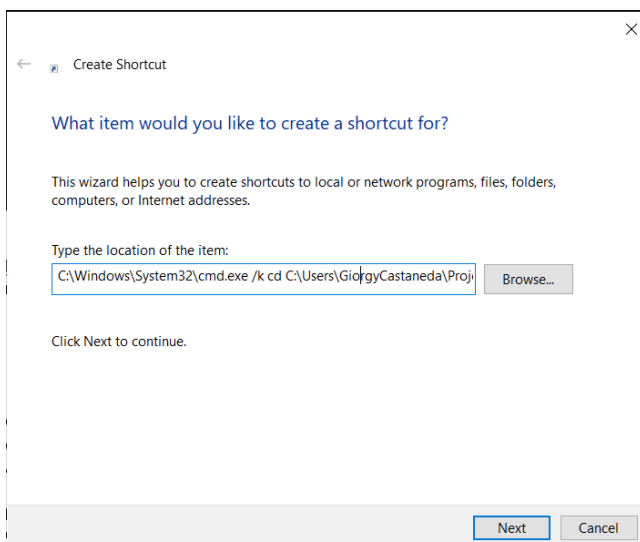 Create Shortcut
What item would you like to create a shortcut for?
This wizard helps you to create shortcuts to local or network programs, files, folders,
computers, or Internet addresses.
Type the location of the item:
C:\Windows\System32\cmd.exe /k cd C:\Users\GiorgyCastaneda\Proj
Browse...
Click Next to continue.
Next
Cancel